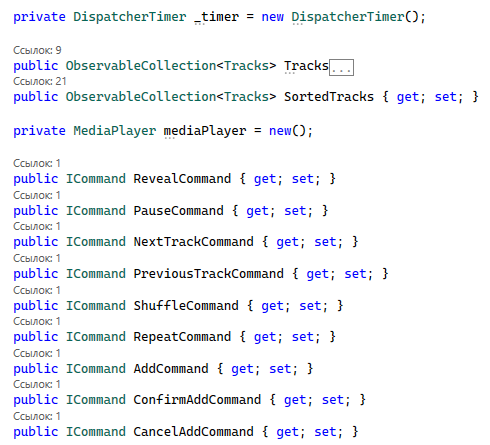 private DispatcherTimer _timer = new DispatcherTimer();
Ссылок: 9
public ObservableCollection<Tracks> Tracks...
Ссылок: 21
public ObservableCollection<Tracks> SortedTracks { get; set; }
private MediaPlayer mediaPlayer = new();
Ссылок: 1
public ICommand RevealCommand { get; set; }
Ссылок: 1
public ICommand PauseCommand { get; set; }
Ссылок: 1
public ICommand NextTrackCommand { get; set; }
Ссылок: 1
public ICommand PreviousTrackCommand { get; set; }
Ссылок: 1
public ICommand ShuffleCommand { get; set; }
Ссылок: 1
public ICommand RepeatCommand { get; set; }
Ссылок: 1
public ICommand AddCommand { get; set; }
Ссылок: 1
public ICommand ConfirmAddCommand { get; set; }
Ссылок: 1
public ICommand CancelAddCommand { get; set; }